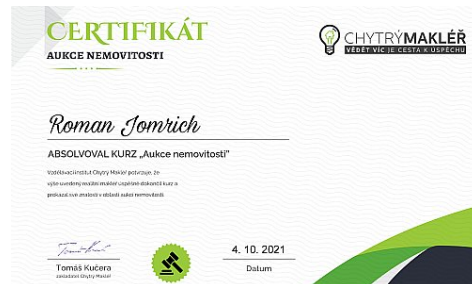 CERTIFIKÁT
AUKCE NEMOVITOSTI
CHYTRÝ MAKLÉŘ
VĚDĚT VÍC JE CESTA K ÚSPĚCHU
Roman Jomrich
ABSOLVOVAL KURZ „Aukce nemovitostí"
Vzdělávací institut Chytrý Makléř potvrzuje, že
výše uvedený realitní makléř úspěšně dokončil kurz a
prokázal své znalosti v oblasti aukcí nemovitostí.
4. 10. 2021
Tomáš Kučera
Datum
zakladatel Chytrý Makléř